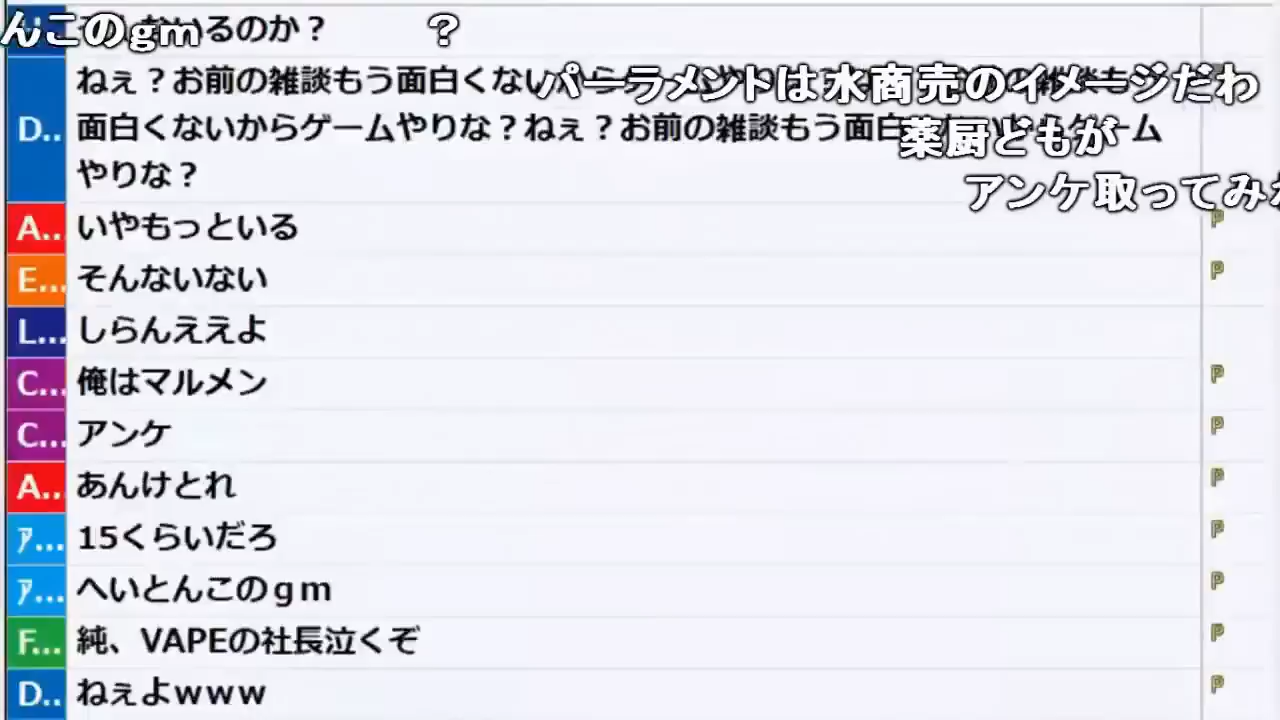 んこのgm
いるのか？
？
D..
ねぇ？お前の雑談もう面白くない
面白くないからゲームやりな？ねぇ？お前の雑談もう面白
ーム
やりな？
パーラメントは水商売のイメージだわ
薬厨どもが
アンケ取ってみ
A..
いやもっといる
P
E...
そんないない
P
L...
しらんええよ
C...
俺はマルメン
P
C...
アンケ
P
A..
あんけとれ
P
ｱ...
15くらいだろ
P
ｱ...
へいとんこのｇｍ
P
F...
純、VAPEの社長泣くぞ
P
D..
ねぇよｗｗｗ
P